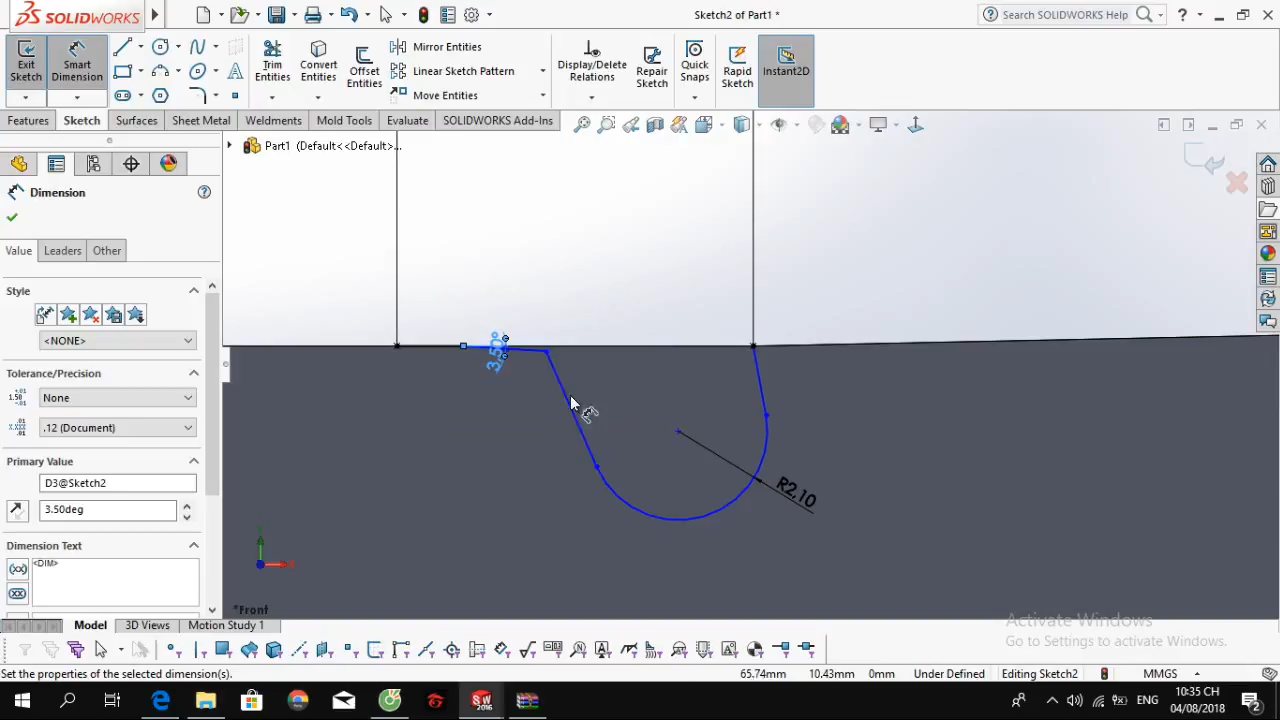 SOLIDWORKS
Sketch2 of Part1 *
Search SOLIDWORKS Help
Exit Sketch
Smart Dimension
Trim Entities
Convert Entities
Offset Entities
Mirror Entities
Linear Sketch Pattern
Move Entities
Display/Delete Relations
Repair Sketch
Quick Snaps
Rapid Sketch
Instant2D
Features
Sketch
Surfaces
Sheet Metal
Weldments
Mold Tools
Evaluate
SOLIDWORKS Add-Ins
Part1 (Default<<Default>...
Dimension
Value
Leaders
Other
Style
<NONE>
Tolerance/Precision
None
.12 (Document)
Primary Value
D3@Sketch2
3.50deg
Dimension Text
<DIM>
3,50°
R2,10
*Front
Activate Windows
Go to Settings to activate Windows.
Model
3D Views
Motion Study 1
Set the properties of the selected dimension(s).
65.74mm
10.43mm
0mm
Under Defined
Editing Sketch2
MMGS
ENG
10:35 CH
04/08/2018